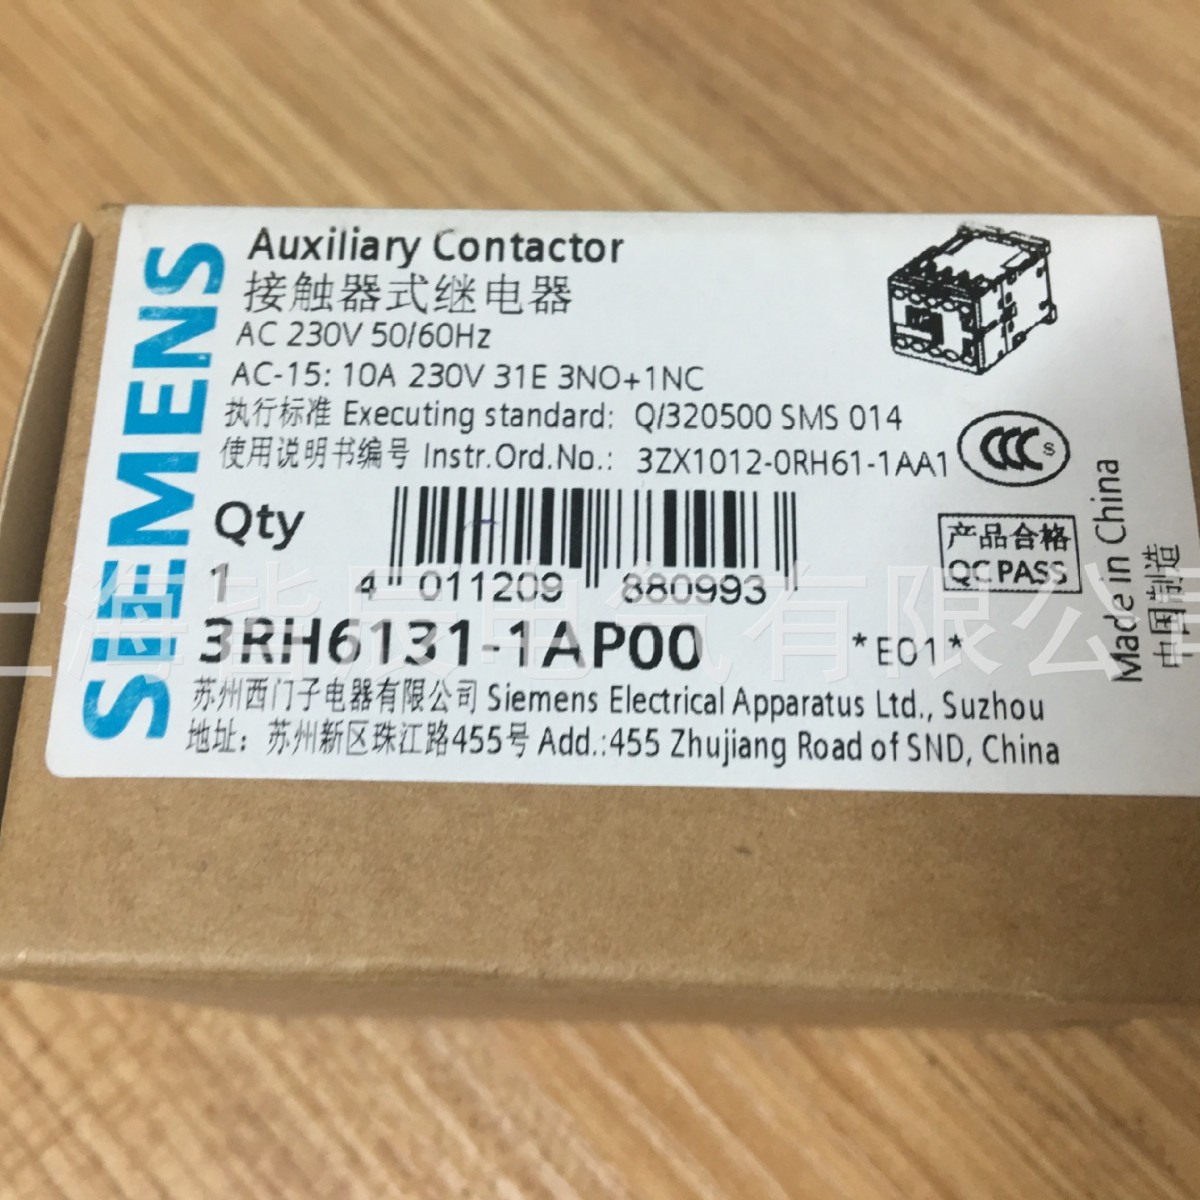 SIEMENS
Auxiliary Contactor
接触器式继电器
AC 230V 50/60Hz
AC-15: 10A 230V 31E 3NO+1NC
执行标准 Executing standard: Q/320500 SMS 014
使用说明书编号 Instr.Ord.No.: 3ZX1012-0RH61-1AA1
CCC S
Qty
1
4 011209 880993
产品合格
QC PASS
Made in China
中国制造
3RH6131-1AP00
*E01*
苏州西门子电器有限公司 Siemens Electrical Apparatus Ltd., Suzhou
地址: 苏州新区珠江路455号 Add.:455 Zhujiang Road of SND, China